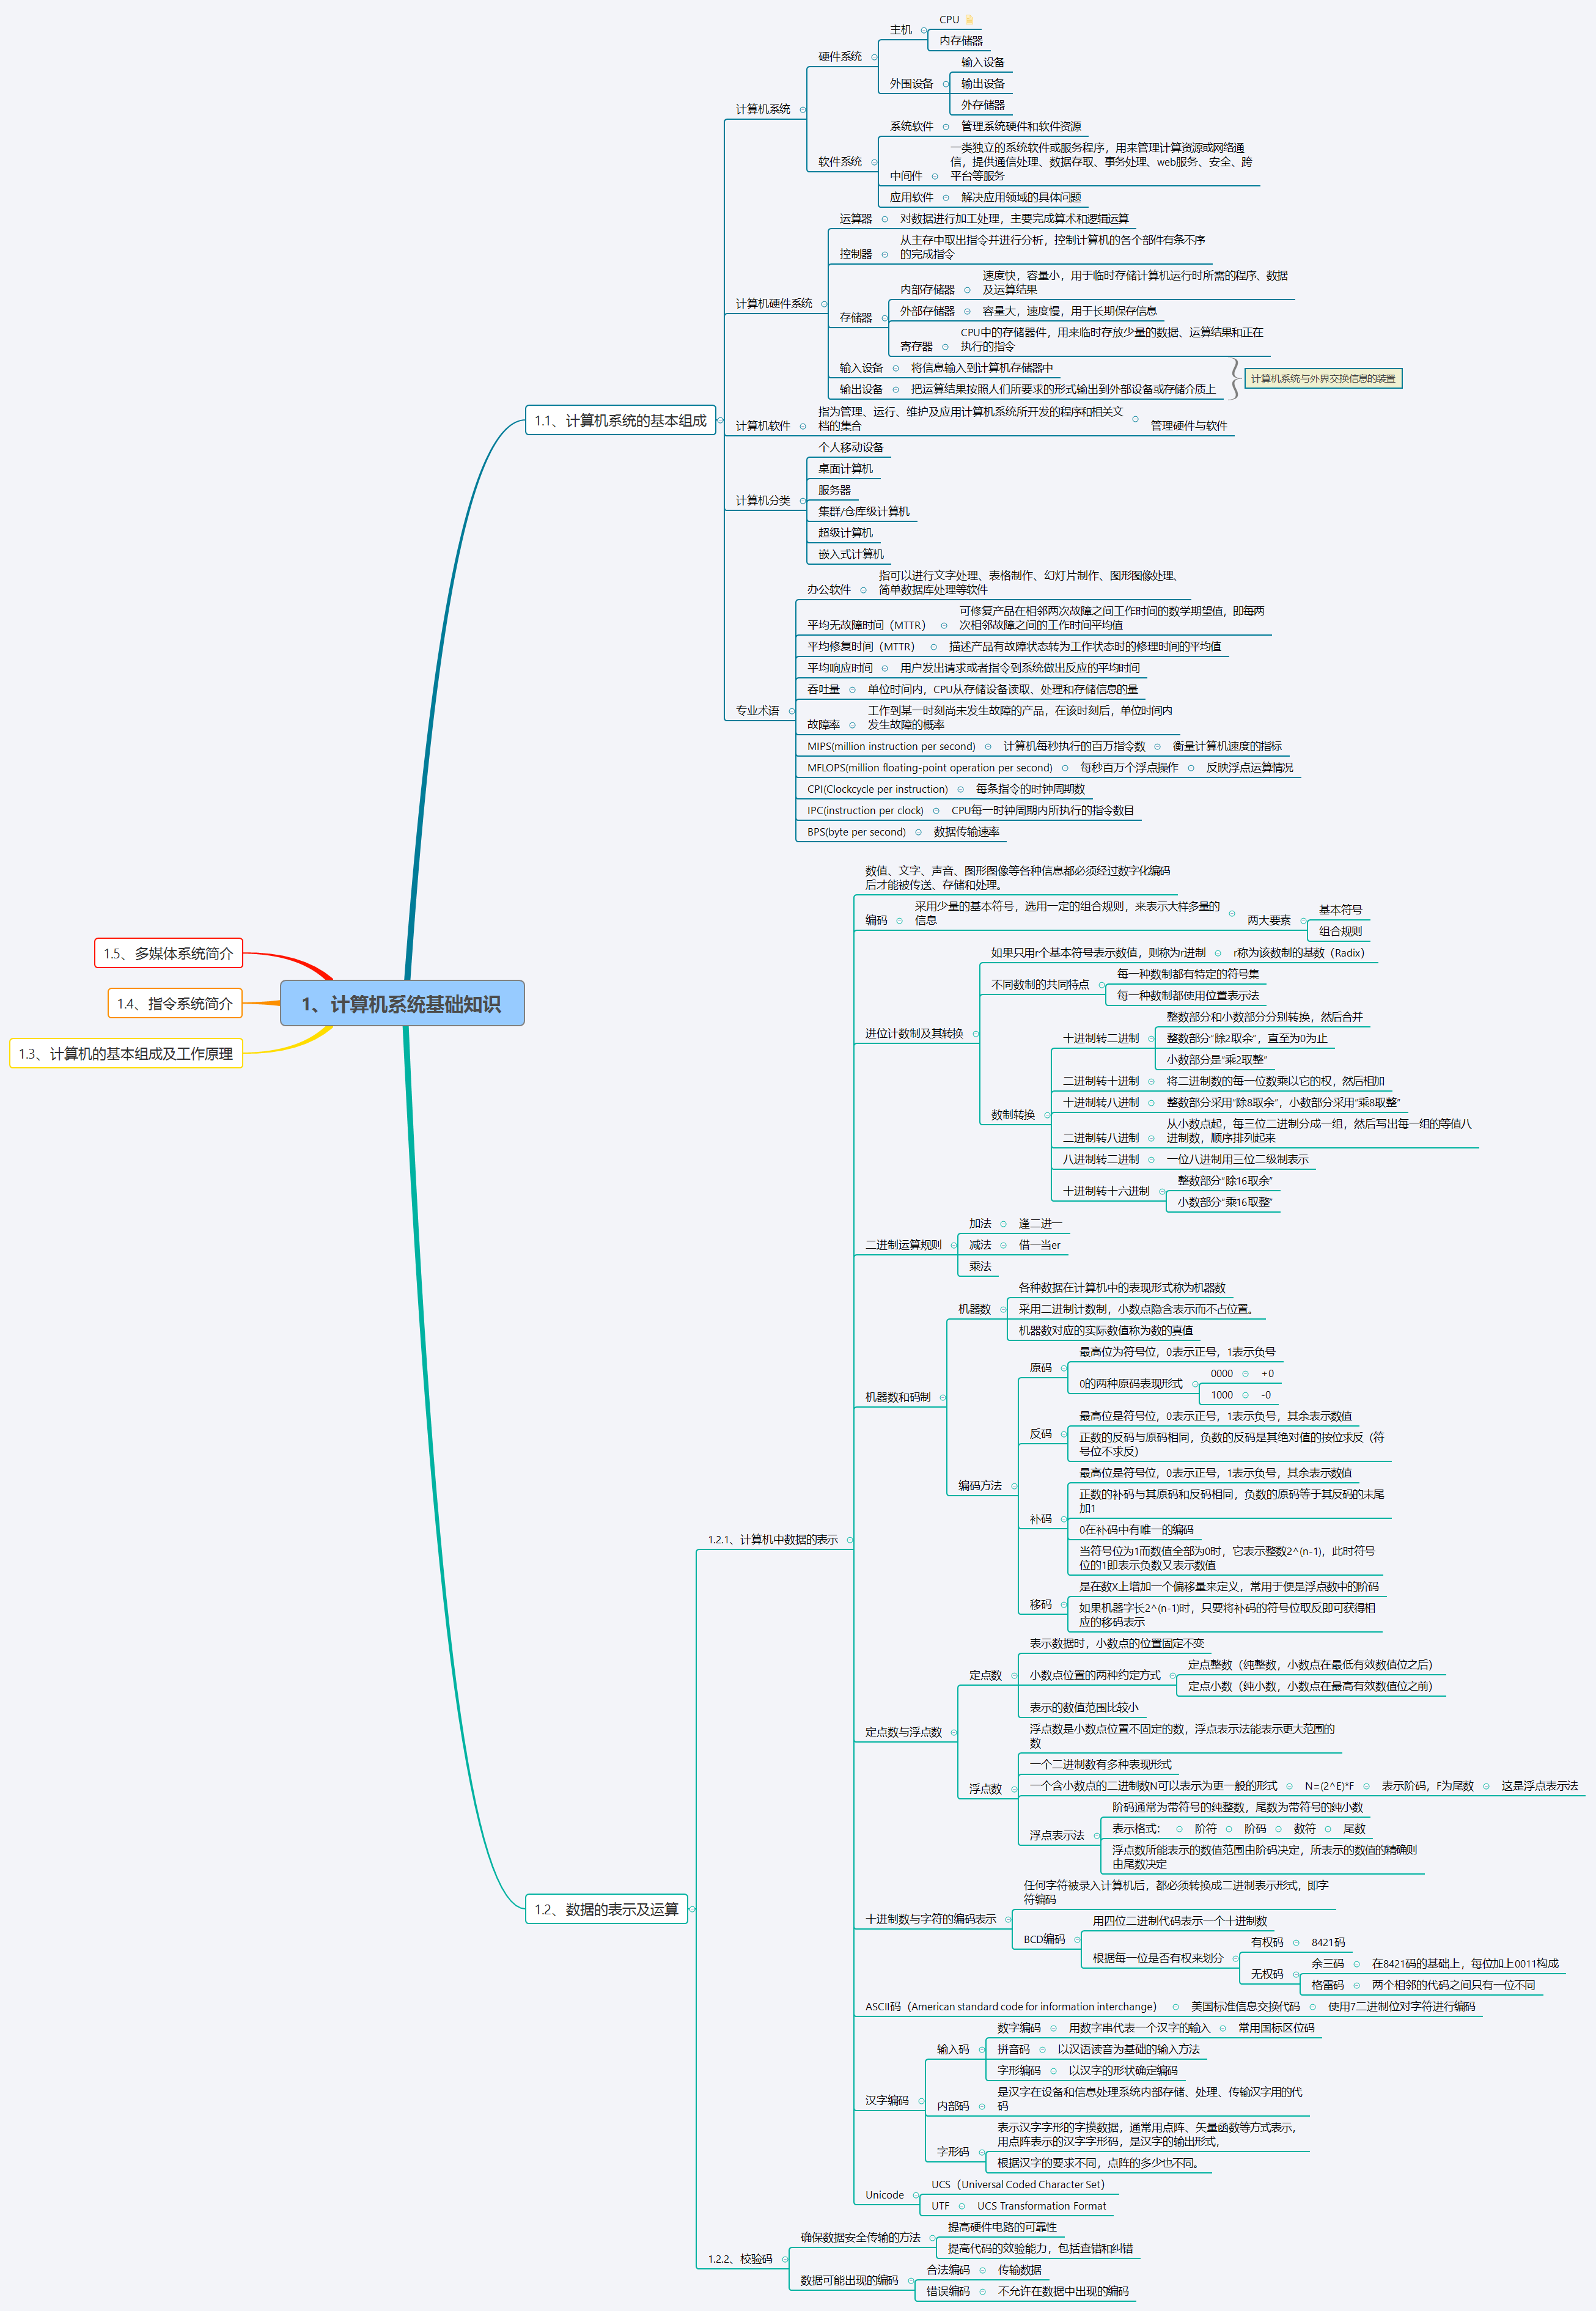 1、计算机系统基础知识
1.1、计算机系统的基本组成
计算机系统
硬件系统
主机
CPU
内存储器
外围设备
输入设备
输出设备
外存储器
软件系统
系统软件
管理系统硬件和软件资源
中间件
一类独立的系统软件或服务程序，用来管理计算资源或网络通
信，提供通信处理、数据存取、事务处理、web服务、安全、跨
平台等服务
应用软件
解决应用领域的具体问题
计算机硬件系统
运算器
对数据进行加工处理，主要完成算术和逻辑运算
控制器
从主存中取出指令并进行分析，控制计算机的各个部件有条不序
的完成指令
存储器
内部存储器
速度快，容量小，用于临时存储计算机运行时所需的程序、数据
及运算结果
外部存储器
容量大，速度慢，用于长期保存信息
寄存器
CPU中的存储器件，用来临时存放少量的数据、运算结果和正在
执行的指令
输入设备
将信息输入到计算机存储器中
输出设备
把运算结果按照人们所要求的形式输出到外部设备或存储介质上
计算机系统与外界交换信息的装置
计算机软件
指为管理、运行、维护及应用计算机系统所开发的程序和相关文
档的集合
管理硬件与软件
计算机分类
个人移动设备
桌面计算机
服务器
集群/仓库级计算机
超级计算机
嵌入式计算机
专业术语
办公软件
指可以进行文字处理、表格制作、幻灯片制作、图形图像处理、
简单数据库处理等软件
平均无故障时间（MTTR）
可修复产品在相邻两次故障之间工作时间的数学期望值，即每两
次相邻故障之间的工作时间平均值
平均修复时间（MTTR）
描述产品有故障状态转为工作状态时的修理时间的平均值
平均响应时间
用户发出请求或者指令到系统做出反应的平均时间
吞吐量
单位时间内，CPU从存储设备读取、处理和存储信息的量
故障率
工作到某一时刻尚未发生故障的产品，在该时刻后，单位时间内
发生故障的概率
MIPS(million instruction per second)
计算机每秒执行的百万指令数
衡量计算机速度的指标
MFLOPS(million floating-point operation per second)
每秒百万个浮点操作
反映浮点运算情况
CPI(Clockcycle per instruction)
每条指令的时钟周期数
IPC(instruction per clock)
CPU每一时钟周期内所执行的指令数目
BPS(byte per second)
数据传输速率
1.2、数据的表示及运算
1.2.1、计算机中数据的表示
数值、文字、声音、图形图像等各种信息都必须经过数字化编码
后才能被传送、存储和处理。
编码
采用少量的基本符号，选用一定的组合规则，来表示大样多量的
信息
两大要素
基本符号
组合规则
进位计数制及其转换
如果只用r个基本符号表示数值，则称为r进制
r称为该数制的基数（Radix）
不同数制的共同特点
每一种数制都有特定的符号集
每一种数制都使用位置表示法
数制转换
十进制转二进制
整数部分和小数部分分别转换，然后合并
整数部分“除2取余”，直至为0为止
小数部分是“乘2取整”
二进制转十进制
将二进制数的每一位数乘以它的权，然后相加
十进制转八进制
整数部分采用“除8取余”，小数部分采用“乘8取整”
二进制转八进制
从小数点起，每三位二进制分成一组，然后写出每一组的等值八
进制数，顺序排列起来
八进制转二进制
一位八进制用三位二级制表示
十进制转十六进制
整数部分“除16取余”
小数部分“乘16取整”
二进制运算规则
加法
逢二进一
减法
借一当er
乘法
机器数和码制
机器数
各种数据在计算机中的表现形式称为机器数
采用二进制计数制，小数点隐含表示而不占位置。
机器数对应的实际数值称为数的真值
编码方法
原码
最高位为符号位，0表示正号，1表示负号
0的两种原码表现形式
0000
+0
1000
-0
反码
最高位是符号位，0表示正号，1表示负号，其余表示数值
正数的反码与原码相同，负数的反码是其绝对值的按位求反（符
号位不求反）
补码
最高位是符号位，0表示正号，1表示负号，其余表示数值
正数的补码与其原码和反码相同，负数的原码等于其反码的末尾
加1
0在补码中有唯一的编码
当符号位为1而数值全部为0时，它表示整数2^(n-1)，此时符号
位的1即表示负数又表示数值
移码
是在数X上增加一个偏移量来定义，常用于便是浮点数中的阶码
如果机器字长2^(n-1)时，只要将补码的符号位取反即可获得相
应的移码表示
定点数与浮点数
定点数
表示数据时，小数点的位置固定不变
小数点位置的两种约定方式
定点整数（纯整数，小数点在最低有效数值位之后）
定点小数（纯小数，小数点在最高有效数值位之前）
表示的数值范围比较小
浮点数
浮点数是小数点位置不固定的数，浮点表示法能表示更大范围的
数
一个二进制数有多种表现形式
一个含小数点的二进制数N可以表示为更一般的形式
N=(2^E)*F
表示阶码，F为尾数
这是浮点表示法
浮点表示法
阶码通常为带符号的纯整数，尾数为带符号的纯小数
表示格式：
阶符
阶码
数符
尾数
浮点数所能表示的数值范围由阶码决定，所表示的数值的精确则
由尾数决定
十进制数与字符的编码表示
任何字符被录入计算机后，都必须转换成二进制表示形式，即字
符编码
BCD编码
用四位二进制代码表示一个十进制数
根据每一位是否有权来划分
有权码
8421码
无权码
余三码
在8421码的基础上，每位加上0011构成
格雷码
两个相邻的代码之间只有一位不同
ASCII码（American standard code for information interchange）
美国标准信息交换代码
使用7二进制位对字符进行编码
汉字编码
输入码
数字编码
用数字串代表一个汉字的输入
常用国标区位码
拼音码
以汉语读音为基础的输入方法
字形编码
以汉字的形状确定编码
内部码
是汉字在设备和信息处理系统内部存储、处理、传输汉字用的代
码
字形码
表示汉字字形的字摸数据，通常用点阵、矢量函数等方式表示，
用点阵表示的汉字字形码，是汉字的输出形式，
根据汉字的要求不同，点阵的多少也不同。
Unicode
UCS（Universal Coded Character Set）
UTF
UCS Transformation Format
1.2.2、校验码
确保数据安全传输的方法
提高硬件电路的可靠性
提高代码的效验能力，包括查错和纠错
数据可能出现的编码
合法编码
传输数据
错误编码
不允许在数据中出现的编码
1.5、多媒体系统简介
1.4、指令系统简介
1.3、计算机的基本组成及工作原理